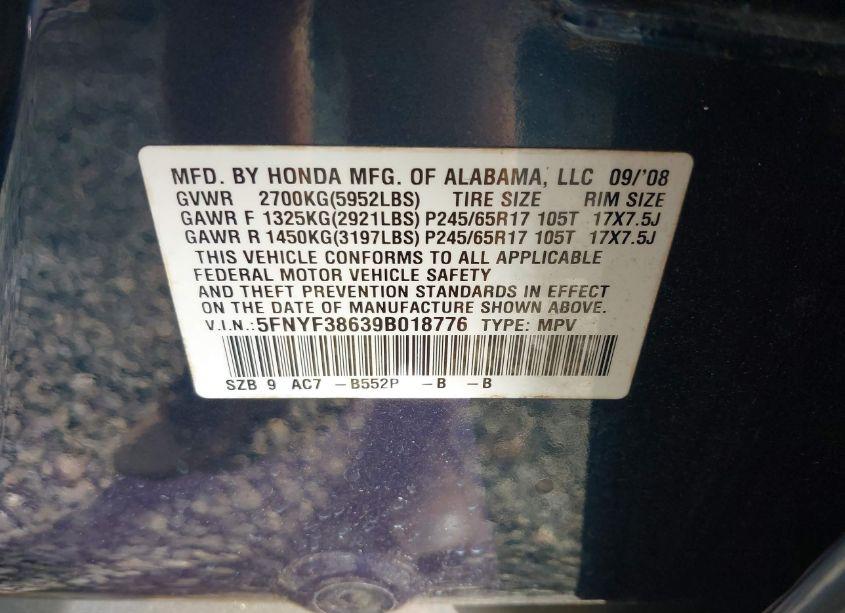 MFD. BY HONDA MFG. OF ALABAMA, LLC 09/'08
GVWR 2700KG(5952LBS) TIRE SIZE RIM SIZE
GAWR F 1325KG(2921LBS) P245/65R17 105T 17X7.5J
GAWR R 1450KG(3197LBS) P245/65R17 105T 17X7.5J
THIS VEHICLE CONFORMS TO ALL APPLICABLE
FEDERAL MOTOR VEHICLE SAFETY
AND THEFT PREVENTION STANDARDS IN EFFECT
ON THE DATE OF MANUFACTURE SHOWN ABOVE.
V.I.N.:5FNYF38639B018776 TYPE: MPV
SZB 9 AC7 -B552P -B -B